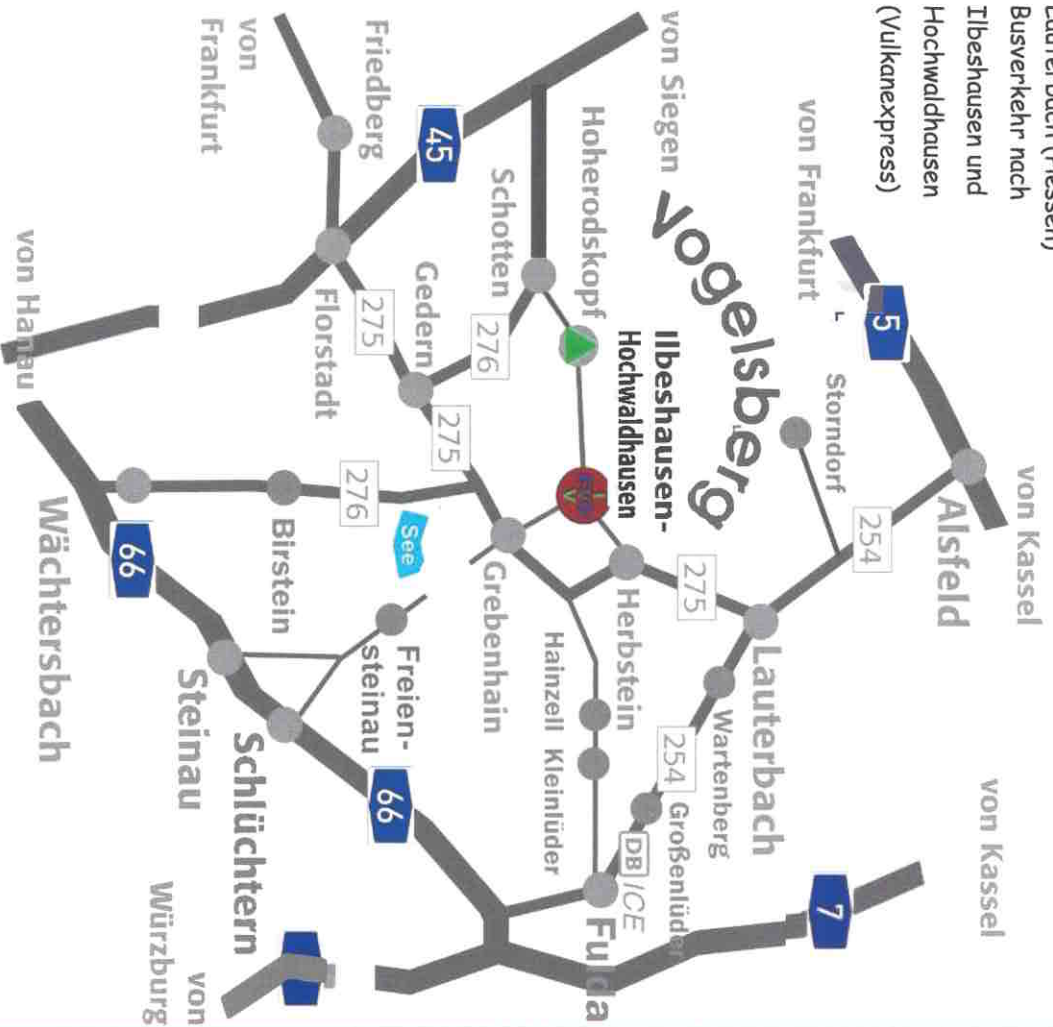 Busverkehr nach
Ilbeshausen und
Hochwaldhausen
(Vulkanexpress)
von Kassel
von Kassel
5
Alsfeld
von Frankfurt
254
Storndorf
7
von Siegen
Vogelsberg
275
Lauterbach
Wartenberg
Ilbeshausen-
Hochwaldhausen
Herbstein
254
Großenlüder
Hoherodskopf
DB ICE
Fulda
Hainzell
Kleinlüder
Schotten
276
Grebenhain
45
Gedern
275
275
See
Freien-
steinau
66
Friedberg
Florstadt
276
Birstein
Schlüchtern
von
Frankfurt
Steinau
von
Würzburg
66
von Hanau
Wächtersbach